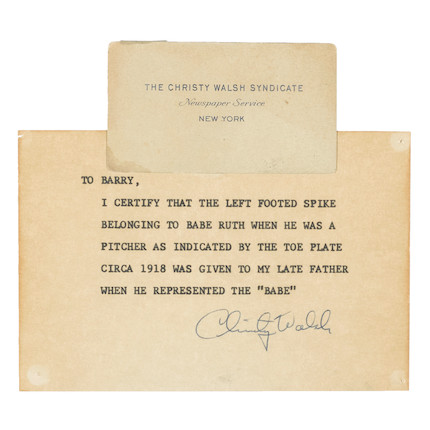 THE CHRISTY WALSH SYNDICATE
Newspaper Service
NEW YORK
TO BARRY,
I CERTIFY THAT THE LEFT FOOTED SPIKE
BELONGING TO BABE RUTH WHEN HE WAS A
PITCHER AS INDICATED BY THE TOE PLATE
CIRCA 1918 WAS GIVEN TO MY LATE FATHER
WHEN HE REPRESENTED THE "BABE"
Christy Walsh